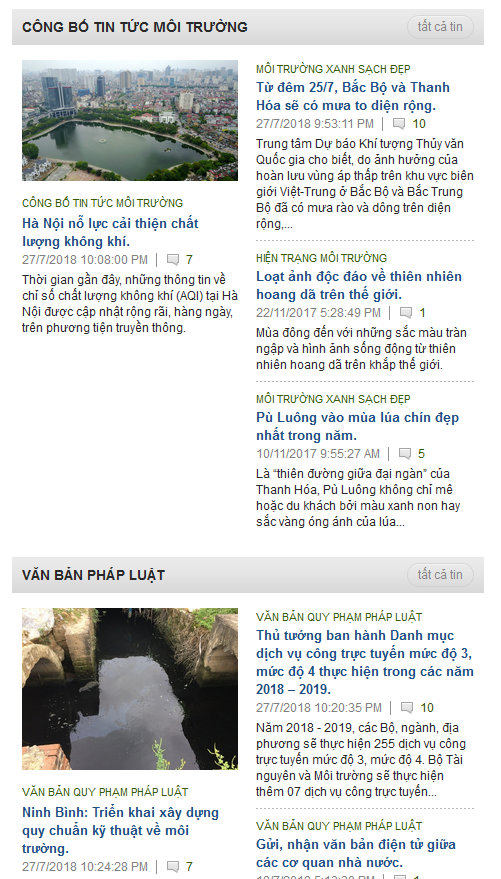 CÔNG BỐ TIN TỨC MÔI TRƯỜNG
tất cả tin
CÔNG BỐ TIN TỨC MÔI TRƯỜNG
Hà Nội nỗ lực cải thiện chất
lượng không khí.
27/7/2018 10:08:00 PM | 7
Thời gian gần đây, những thông tin về
chỉ số chất lượng không khí (AQI) tại Hà
Nội được cập nhật rộng rãi, hàng ngày,
trên phương tiện truyền thông.
MÔI TRƯỜNG XANH SẠCH ĐẸP
Từ đêm 25/7, Bắc Bộ và Thanh
Hóa sẽ có mưa to diện rộng.
27/7/2018 9:53:11 PM | 10
Trung tâm Dự báo Khí tượng Thủy văn
Quốc gia cho biết, do ảnh hưởng của
hoàn lưu vùng áp thấp trên khu vực biên
giới Việt-Trung ở Bắc Bộ và Bắc Trung
Bộ đã có mưa rào và dông trên diện
rộng,...
HIỆN TRẠNG MÔI TRƯỜNG
Loạt ảnh độc đáo về thiên nhiên
hoang dã trên thế giới.
22/11/2017 5:28:49 PM | 1
Mùa đông đến với những sắc màu tràn
ngập và hình ảnh sống động từ thiên
nhiên hoang dã trên khắp thế giới.
MÔI TRƯỜNG XANH SẠCH ĐẸP
Pù Luông vào mùa lúa chín đẹp
nhất trong năm.
10/11/2017 9:55:27 AM | 5
Là “thiên đường giữa đại ngàn” của
Thanh Hóa, Pù Luông không chỉ mê
hoặc du khách bởi màu xanh non hay
sắc vàng óng ánh của lúa...
VĂN BẢN PHÁP LUẬT
tất cả tin
VĂN BẢN QUY PHẠM PHÁP LUẬT
Ninh Bình: Triển khai xây dựng
quy chuẩn kỹ thuật về môi
trường.
27/7/2018 10:24:28 PM | 7
VĂN BẢN QUY PHẠM PHÁP LUẬT
Thủ tướng ban hành Danh mục
dịch vụ công trực tuyến mức độ 3,
mức độ 4 thực hiện trong các năm
2018 – 2019.
27/7/2018 10:20:35 PM | 10
Năm 2018 - 2019, các Bộ, ngành, địa
phương sẽ thực hiện 255 dịch vụ công
trực tuyến mức độ 3, mức độ 4. Bộ Tài
nguyên và Môi trường sẽ thực hiện
thêm 07 dịch vụ công trực tuyến...
VĂN BẢN QUY PHẠM PHÁP LUẬT
Gửi, nhận văn bản điện tử giữa
các cơ quan nhà nước.